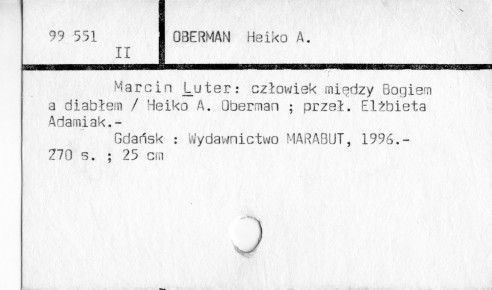 99 551
II
OBERMAN Heiko A.
Marcin Luter: człowiek między Bogiem
a diabłem / Heiko A. Oberman ; przeł. Elżbieta
Adamiak.-
Gdańsk : Wydawnictwo MARABUT, 1996.-
270 s. ; 25 cm